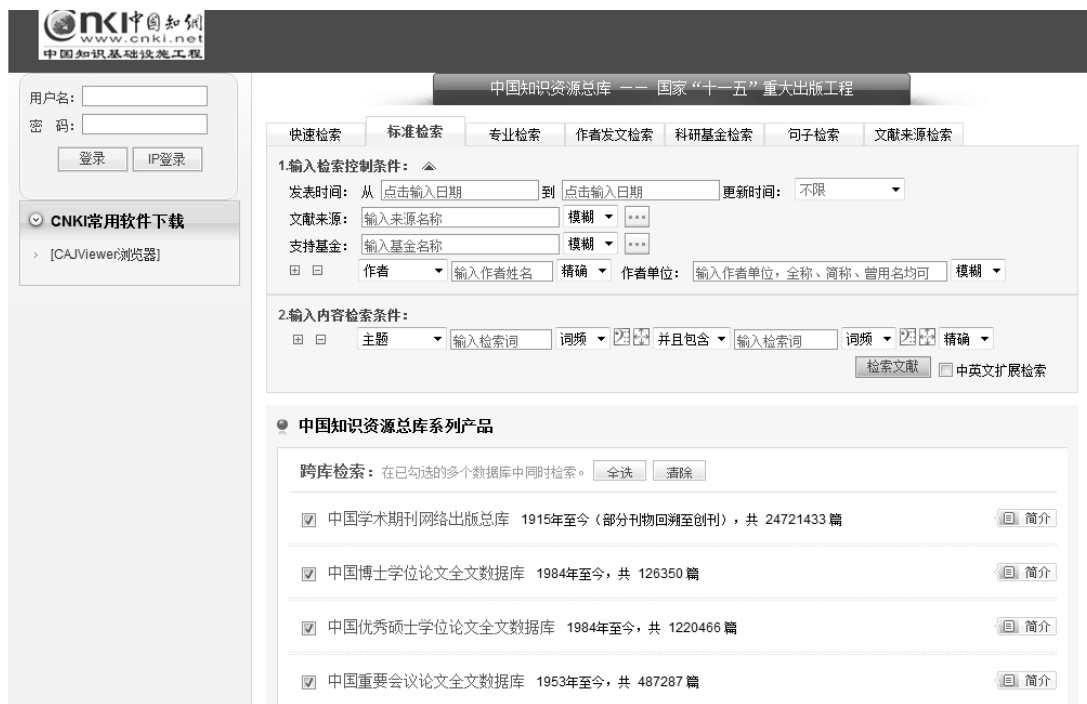 cnki中国知网
www.cnki.net
中国知识基础设施工程
中国知识资源总库 —— 国家“十一五”重大出版工程
用户名：
密 码：
登录 IP登录
CNKI常用软件下载
[CAJViewer浏览器]
快速检索 标准检索 专业检索 作者发文检索 科研基金检索 句子检索 文献来源检索
1.输入检索控制条件：
发表时间： 从 点击输入日期 到 点击输入日期 更新时间： 不限
文献来源： 输入来源名称 模糊 ...
支持基金： 输入基金名称 模糊 ...
作者 输入作者姓名 精确 作者单位： 输入作者单位，全称、简称、曾用名均可 模糊
2.输入内容检索条件：
主题 输入检索词 词频 并且包含 输入检索词 词频 精确
检索文献 中英文扩展检索
中国知识资源总库系列产品
跨库检索：在已勾选的多个数据库中同时检索。 全选 清除
中国学术期刊网络出版总库 1915年至今（部分刊物回溯至创刊），共 24721433 篇 简介
中国博士学位论文全文数据库 1984年至今，共 126350 篇 简介
中国优秀硕士学位论文全文数据库 1984年至今，共 1220466 篇 简介
中国重要会议论文全文数据库 1953年至今，共 487287 篇 简介